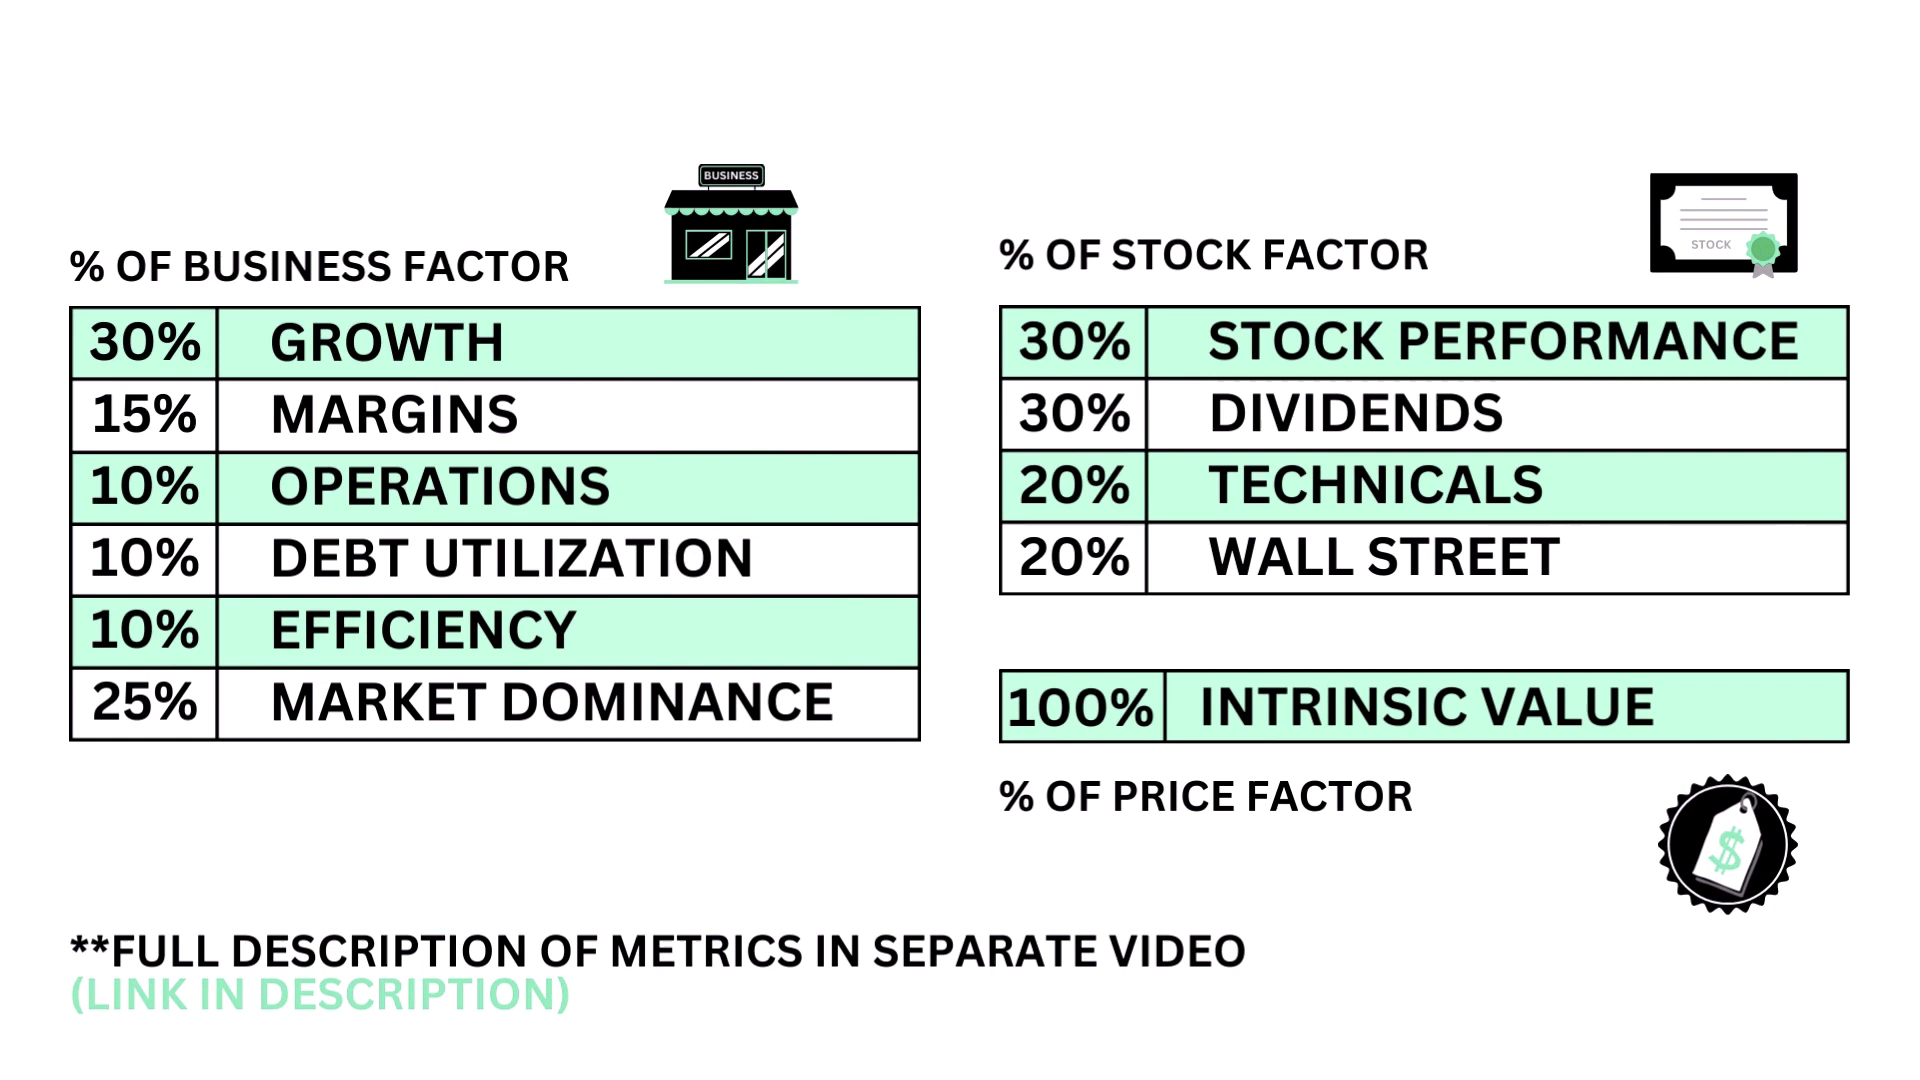 BUSINESS
% OF BUSINESS FACTOR
30% GROWTH
15% MARGINS
10% OPERATIONS
10% DEBT UTILIZATION
10% EFFICIENCY
25% MARKET DOMINANCE
STOCK
% OF STOCK FACTOR
30% STOCK PERFORMANCE
30% DIVIDENDS
20% TECHNICALS
20% WALL STREET
100% INTRINSIC VALUE
% OF PRICE FACTOR
$
**FULL DESCRIPTION OF METRICS IN SEPARATE VIDEO
(LINK IN DESCRIPTION)